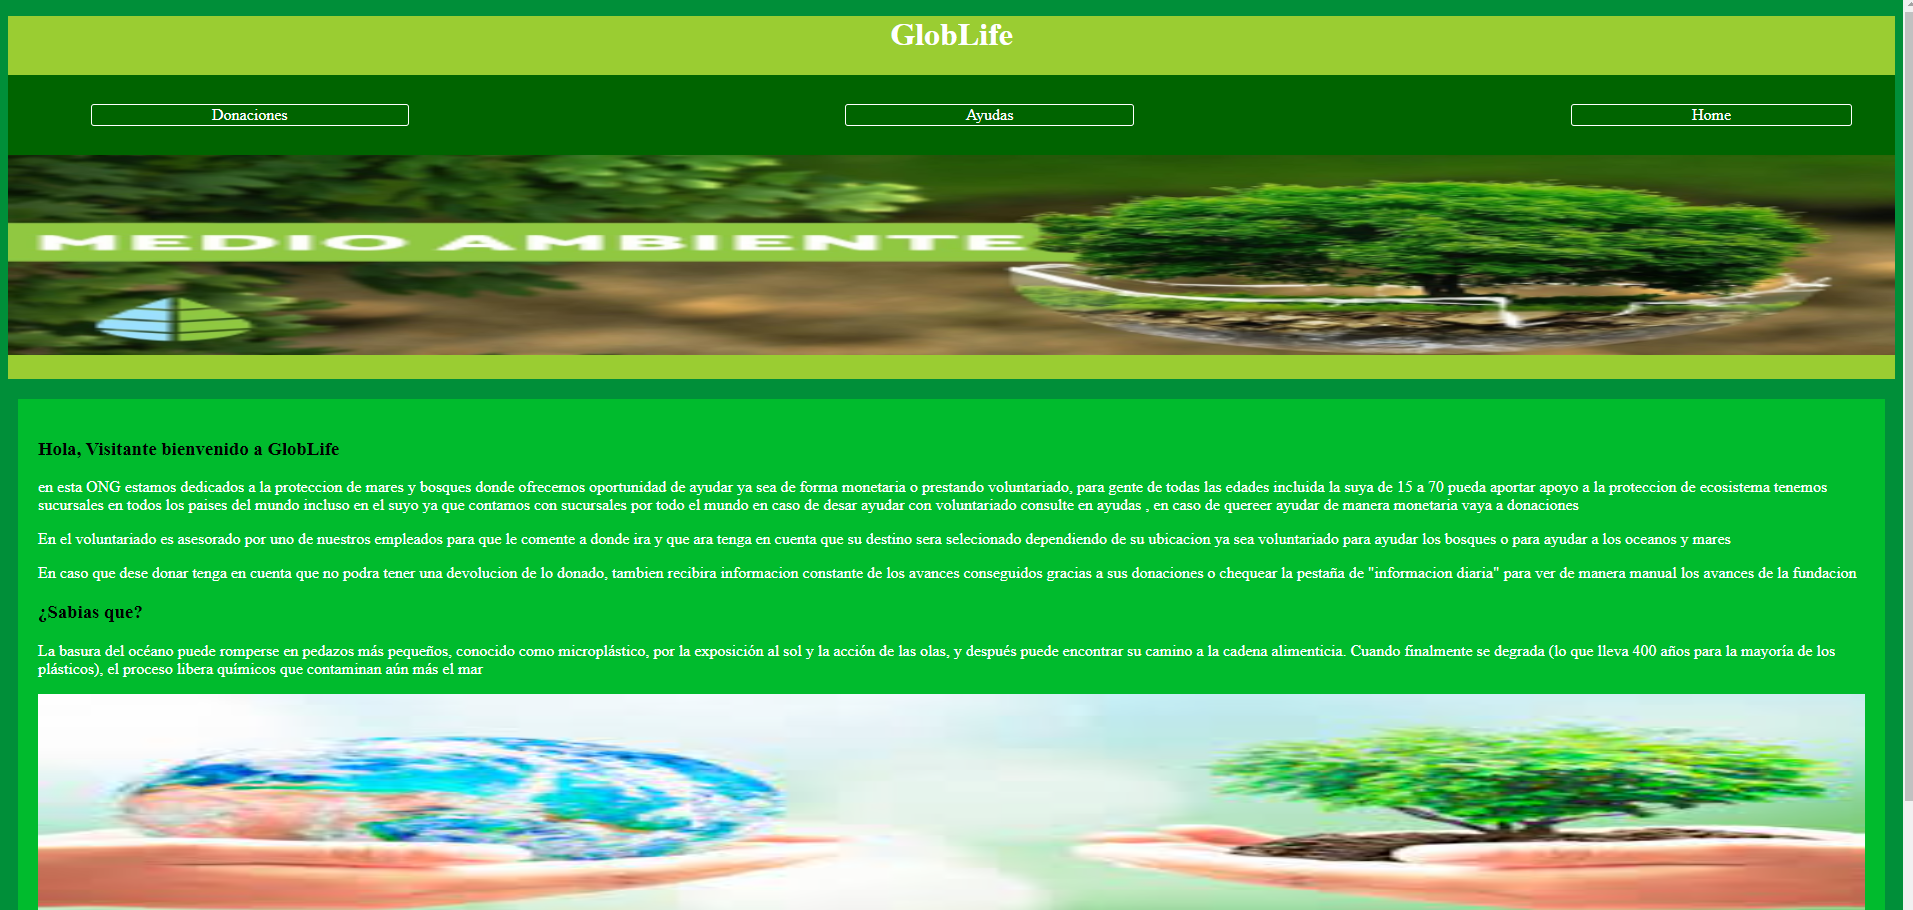 GlobLife
Donaciones
Ayudas
Home
MEDIO AMBIENTE
Hola, Visitante bienvenido a GlobLife
en esta ONG estamos dedicados a la proteccion de mares y bosques donde ofrecemos oportunidad de ayudar ya sea de forma monetaria o prestando voluntariado, para gente de todas las edades incluida la suya de 15 a 70 pueda aportar apoyo a la proteccion de ecosistema tenemos
sucursales en todos los paises del mundo incluso en el suyo ya que contamos con sucursales por todo el mundo en caso de desar ayudar con voluntariado consulte en ayudas , en caso de quereer ayudar de manera monetaria vaya a donaciones
En el voluntariado es asesorado por uno de nuestros empleados para que le comente a donde ira y que ara tenga en cuenta que su destino sera selecionado dependiendo de su ubicacion ya sea voluntariado para ayudar los bosques o para ayudar a los oceanos y mares
En caso que dese donar tenga en cuenta que no podra tener una devolucion de lo donado, tambien recibira informacion constante de los avances conseguidos gracias a sus donaciones o chequear la pestaña de "informacion diaria" para ver de manera manual los avances de la fundacion
¿Sabias que?
La basura del océano puede romperse en pedazos más pequeños, conocido como microplástico, por la exposición al sol y la acción de las olas, y después puede encontrar su camino a la cadena alimenticia. Cuando finalmente se degrada (lo que lleva 400 años para la mayoría de los
plásticos), el proceso libera químicos que contaminan aún más el mar